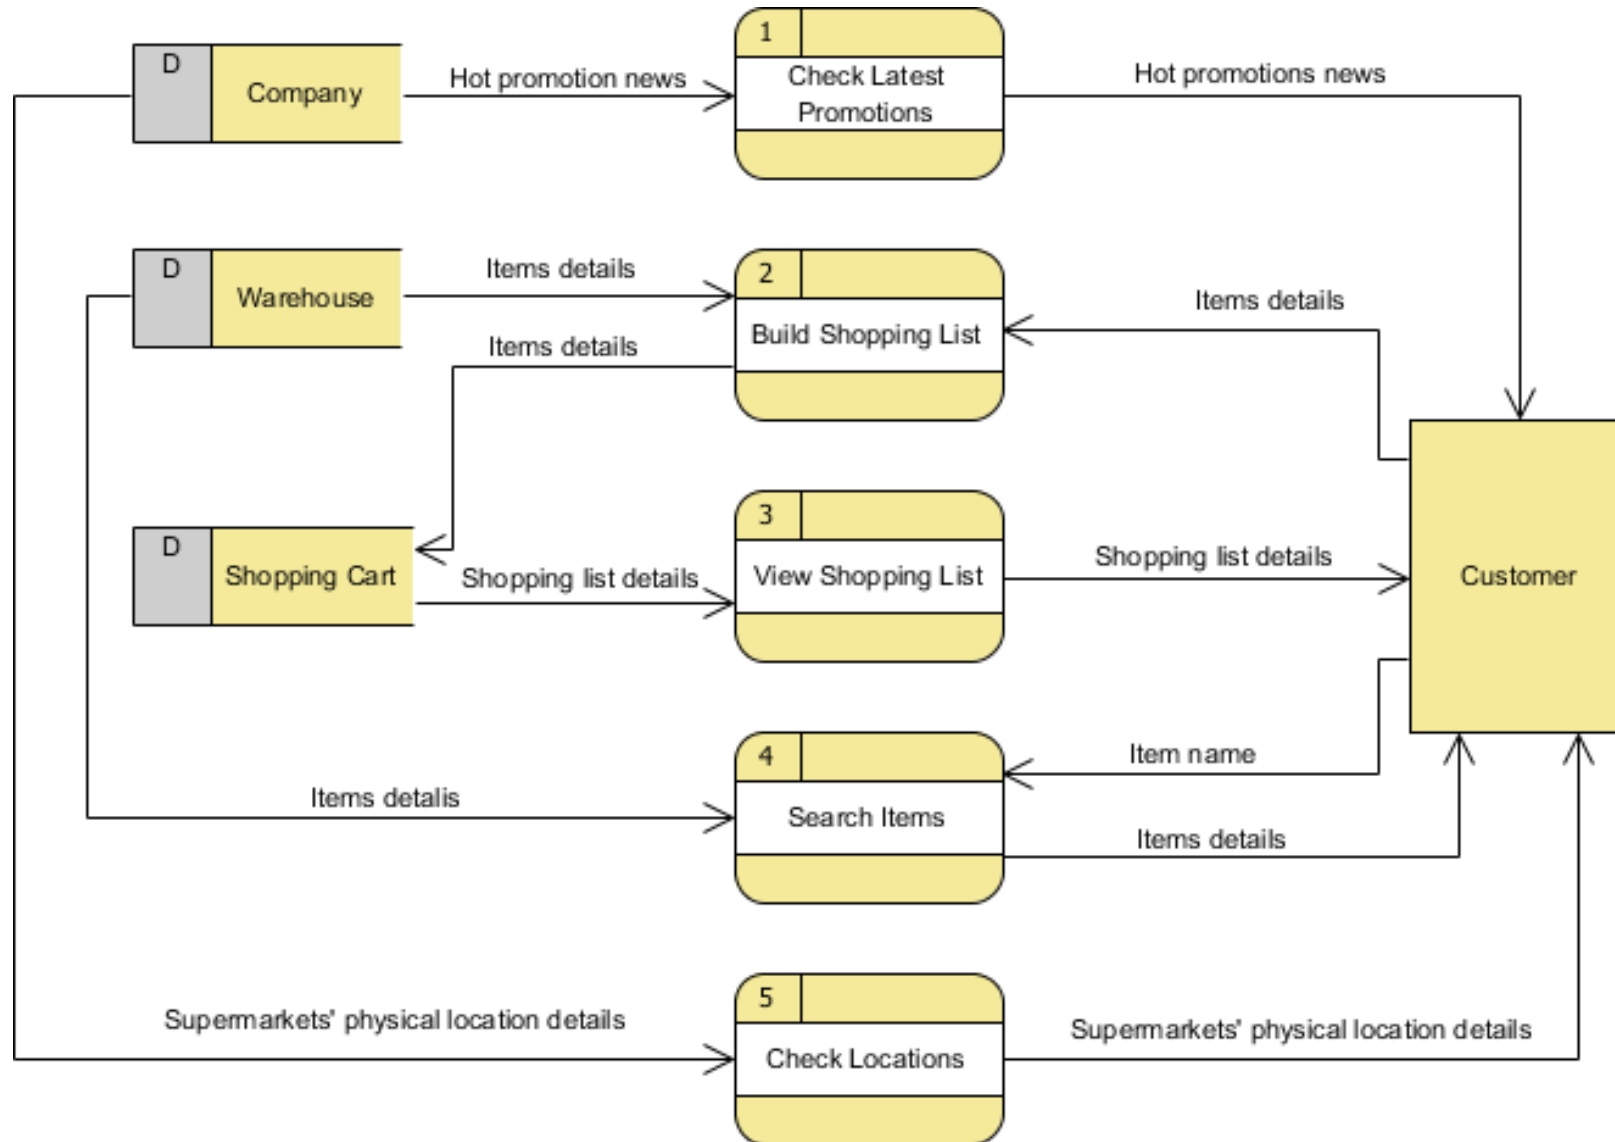 1
D
Company
Hot promotion news
Check Latest
Promotions
Hot promotions news
D
Warehouse
Items details
2
Build Shopping List
Items details
Items details
D
Shopping Cart
Shopping list details
3
View Shopping List
Shopping list details
Customer
4
Search Items
Items detalis
Item name
Items details
5
Check Locations
Supermarkets' physical location details
Supermarkets' physical location details